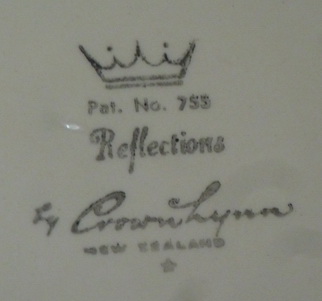 Pat. No. 753
Reflections
by Crown Lynn
NEW ZEALAND